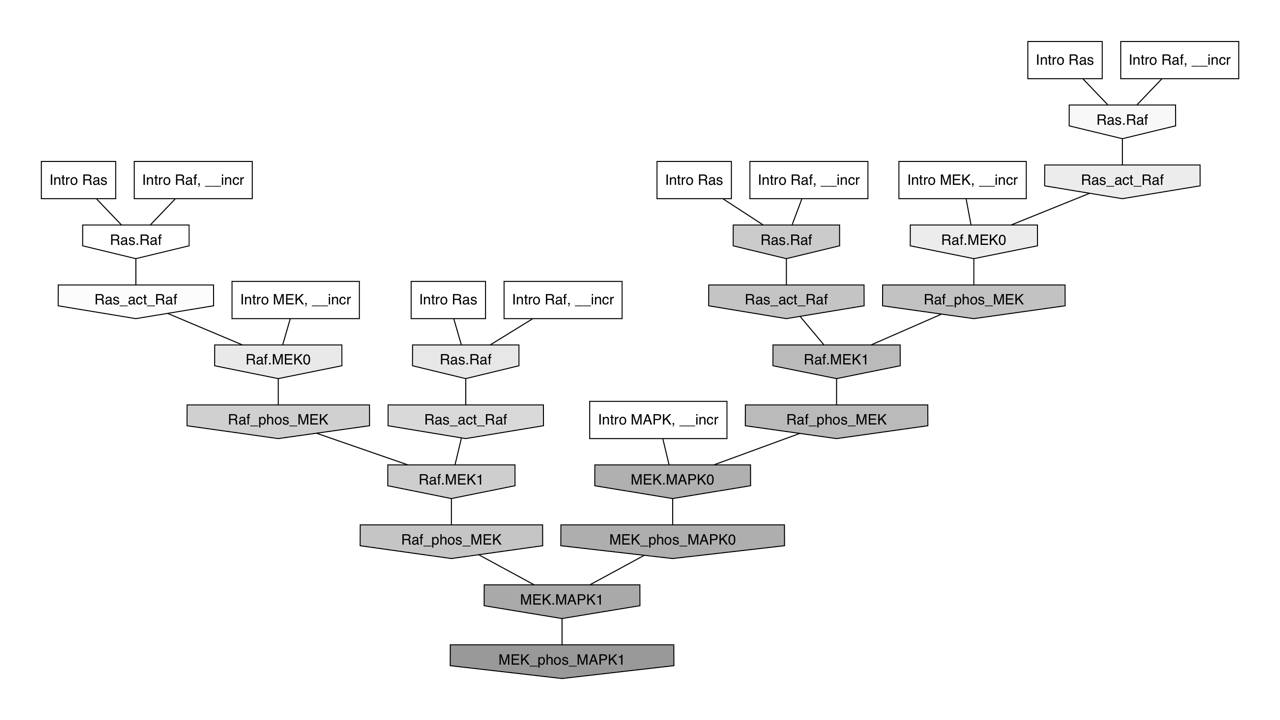 Intro Ras
Intro Raf, __incr
Ras.Raf
Intro Ras
Intro Raf, __incr
Intro Ras
Intro Raf, __incr
Intro MEK, __incr
Ras_act_Raf
Ras.Raf
Ras.Raf
Raf.MEK0
Ras_act_Raf
Intro MEK, __incr
Intro Ras
Intro Raf, __incr
Ras_act_Raf
Raf_phos_MEK
Raf.MEK0
Ras.Raf
Raf.MEK1
Raf_phos_MEK
Ras_act_Raf
Intro MAPK, __incr
Raf_phos_MEK
Raf.MEK1
MEK.MAPK0
Raf_phos_MEK
MEK_phos_MAPK0
MEK.MAPK1
MEK_phos_MAPK1